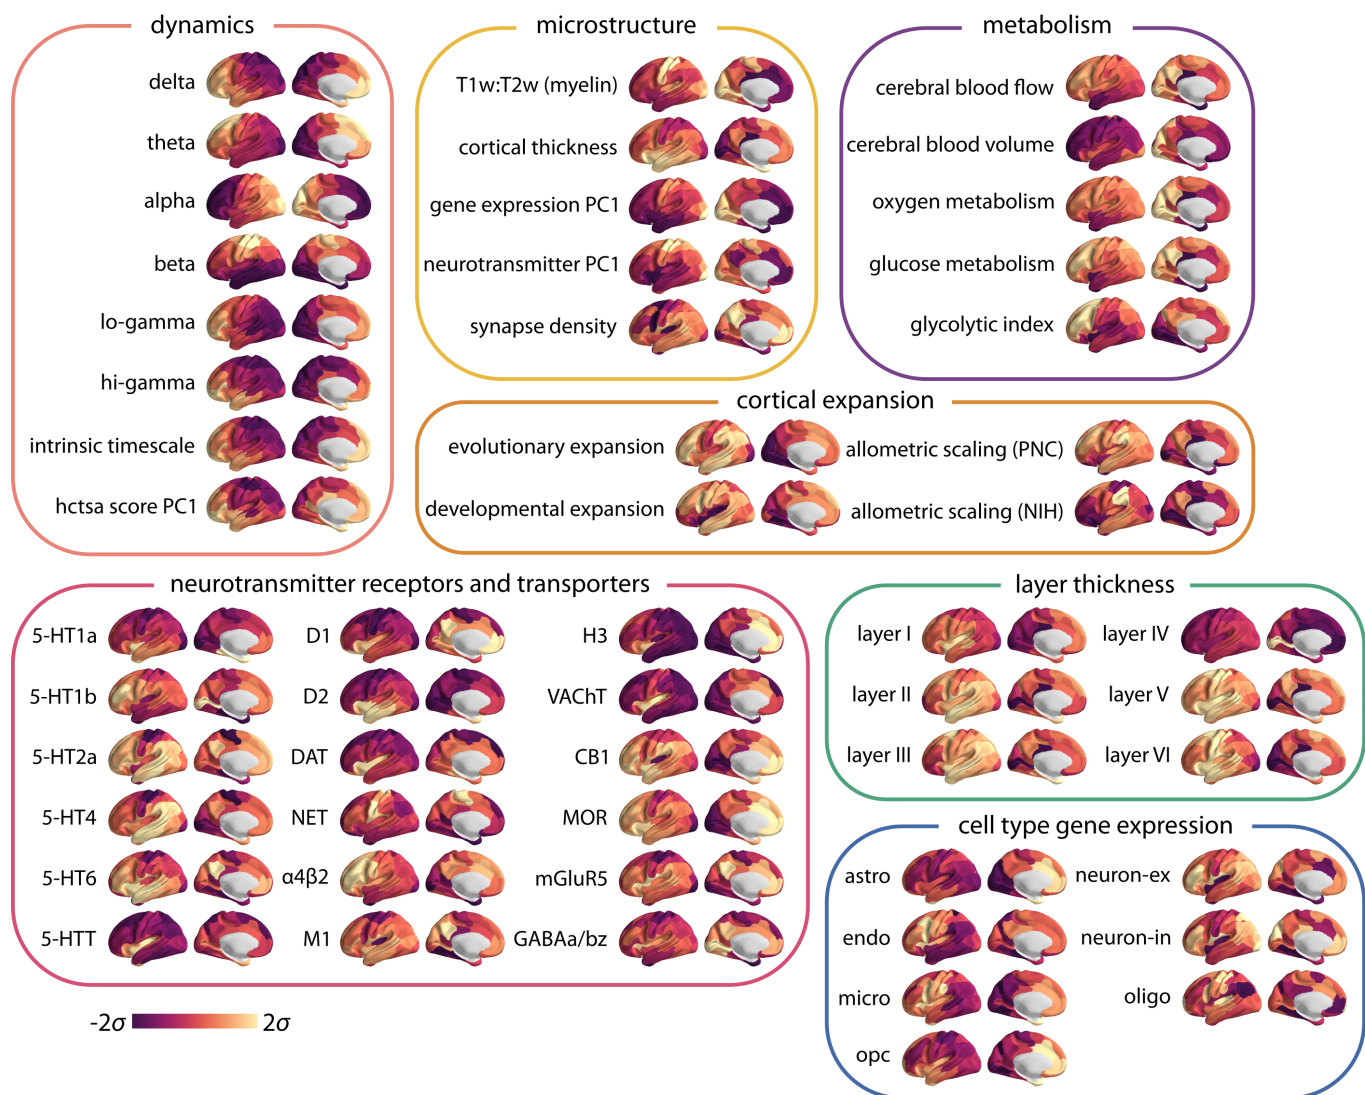 dynamics
delta
theta
alpha
beta
lo-gamma
hi-gamma
intrinsic timescale
hctsa score PC1
microstructure
T1w:T2w (myelin)
cortical thickness
gene expression PC1
neurotransmitter PC1
synapse density
metabolism
cerebral blood flow
cerebral blood volume
oxygen metabolism
glucose metabolism
glycolytic index
cortical expansion
evolutionary expansion
developmental expansion
allometric scaling (PNC)
allometric scaling (NIH)
neurotransmitter receptors and transporters
5-HT1a
5-HT1b
5-HT2a
5-HT4
5-HT6
5-HTT
D1
D2
DAT
NET
α4β2
M1
H3
VAChT
CB1
MOR
mGluR5
GABAa/bz
-2σ 2σ
layer thickness
layer I
layer II
layer III
layer IV
layer V
layer VI
cell type gene expression
astro
endo
micro
opc
neuron-ex
neuron-in
oligo